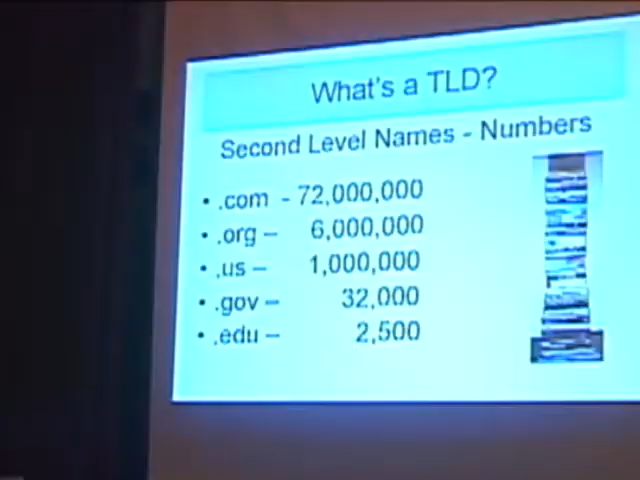 What's a TLD?
Second Level Names - Numbers
• .com - 72,000,000
• .org – 6,000,000
• .us – 1,000,000
• .gov – 32,000
• .edu – 2,500